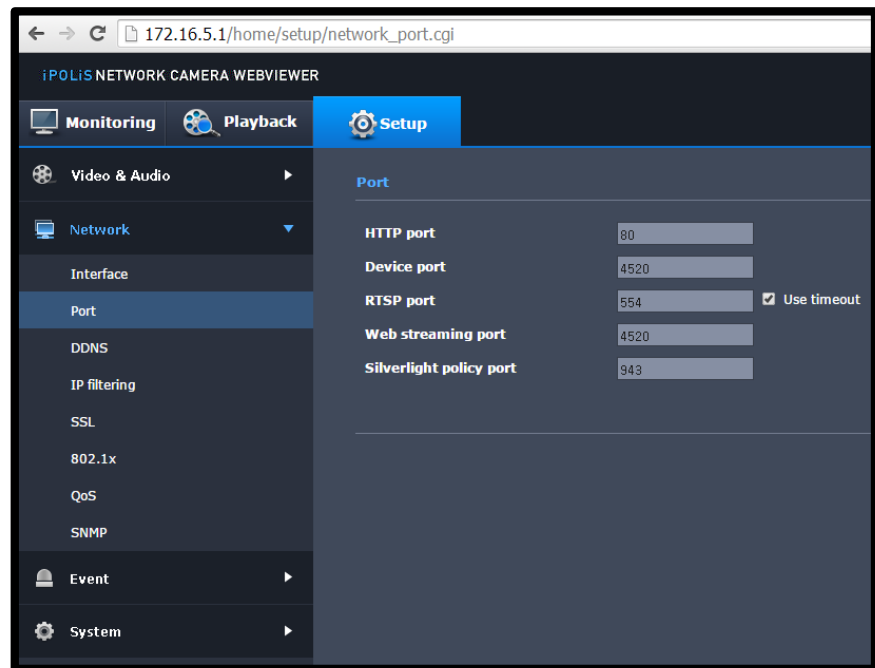 172.16.5.1/home/setup/network_port.cgi
iPOLiS NETWORK CAMERA WEBVIEWER
Monitoring Playback Setup
Video & Audio
Network
Interface
Port
DDNS
IP filtering
SSL
802.1x
QoS
SNMP
Event
System
Port
HTTP port 80
Device port 4520
RTSP port 554 Use timeout
Web streaming port 4520
Silverlight policy port 943